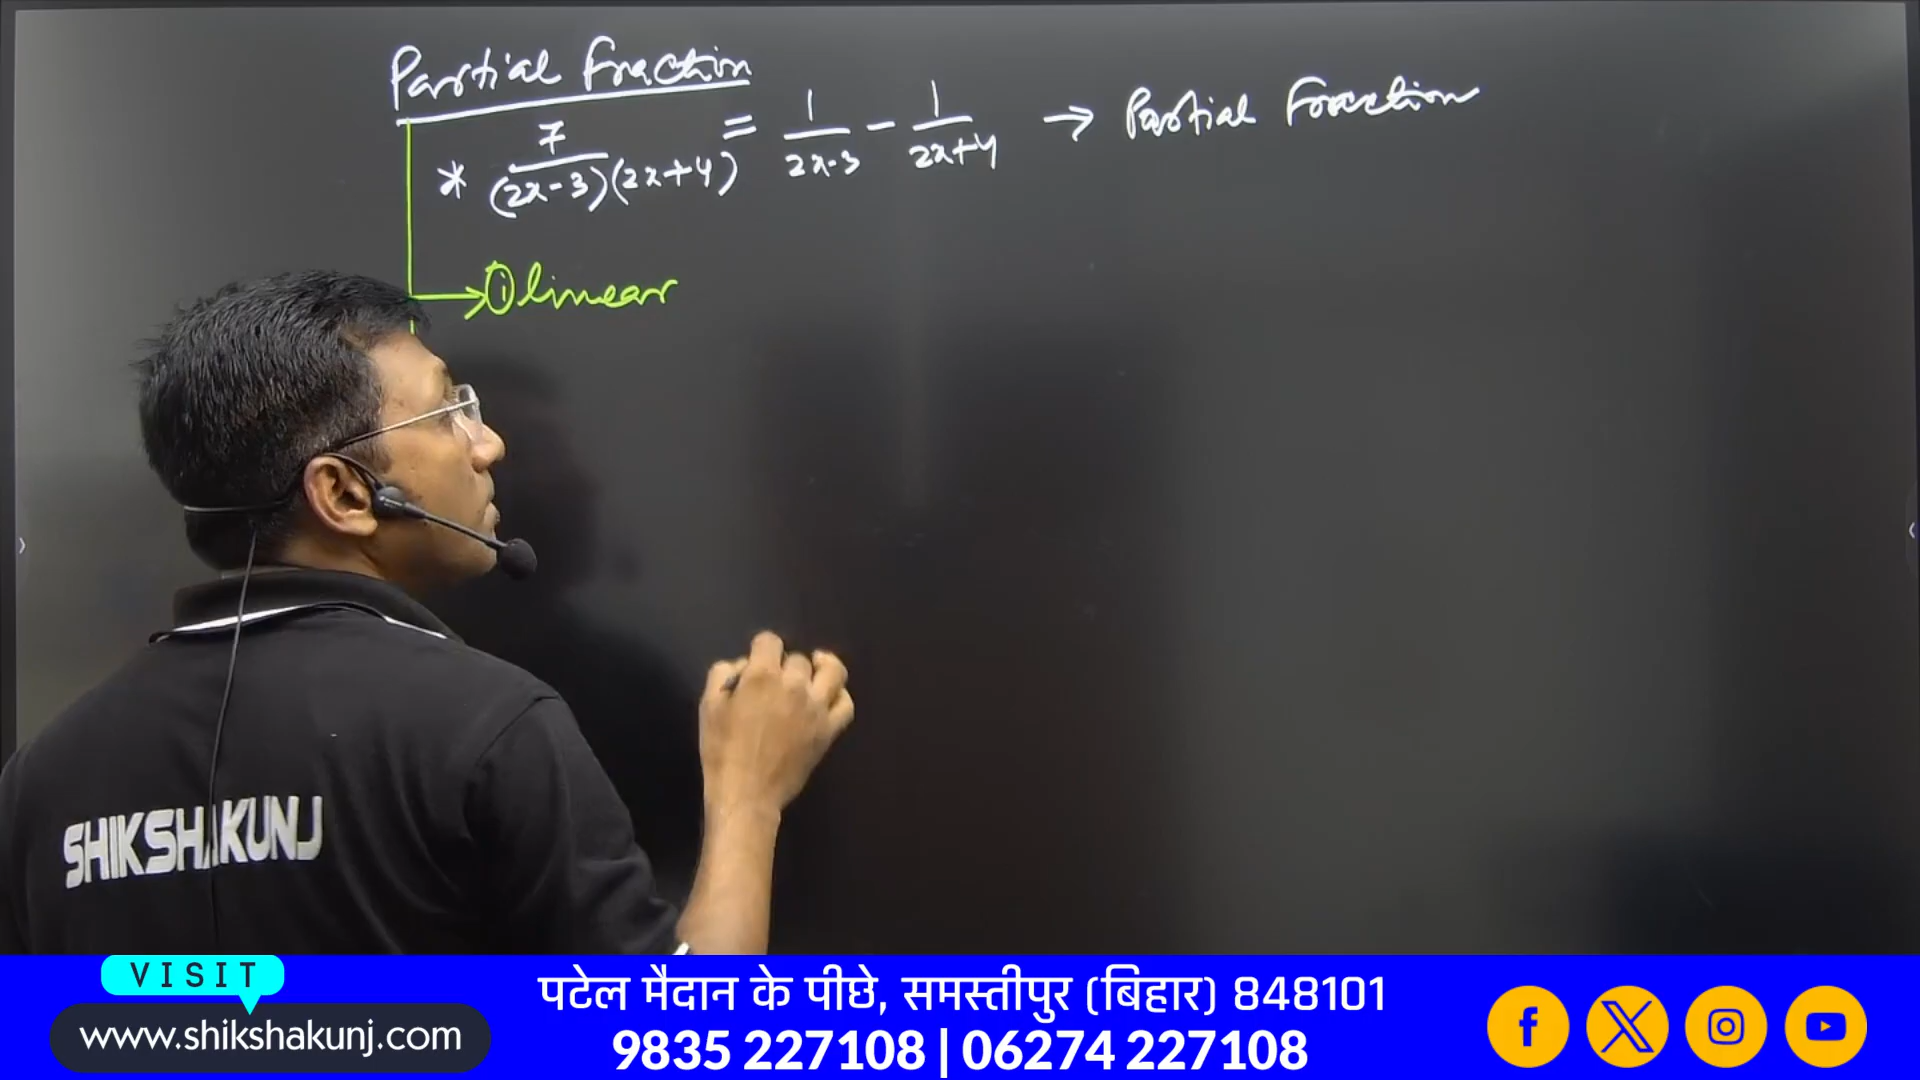 Partial Fraction
* 7/((2x-3)(2x+4)) = 1/(2x-3) - 1/(2x+4) → Partial Fraction
→ ① linear
SHIKSHAKUNJ
VISIT
www.shikshakunj.com
पटेल मैदान के पीछे, समस्तीपुर (बिहार) 848101
9835 227108 | 06274 227108